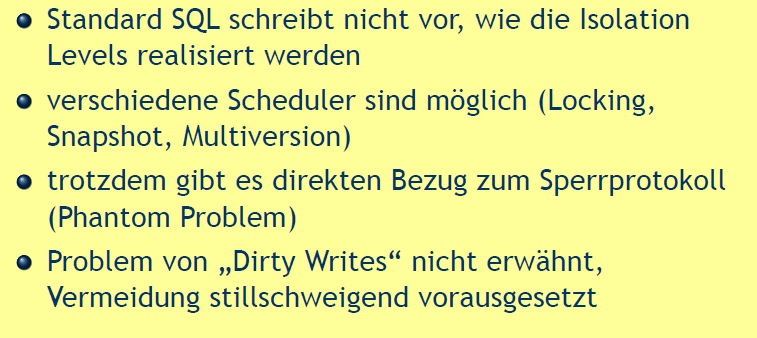 Standard SQL schreibt nicht vor, wie die Isolation
Levels realisiert werden
verschiedene Scheduler sind möglich (Locking,
Snapshot, Multiversion)
trotzdem gibt es direkten Bezug zum Sperrprotokoll
(Phantom Problem)
Problem von „Dirty Writes“ nicht erwähnt,
Vermeidung stillschweigend vorausgesetzt